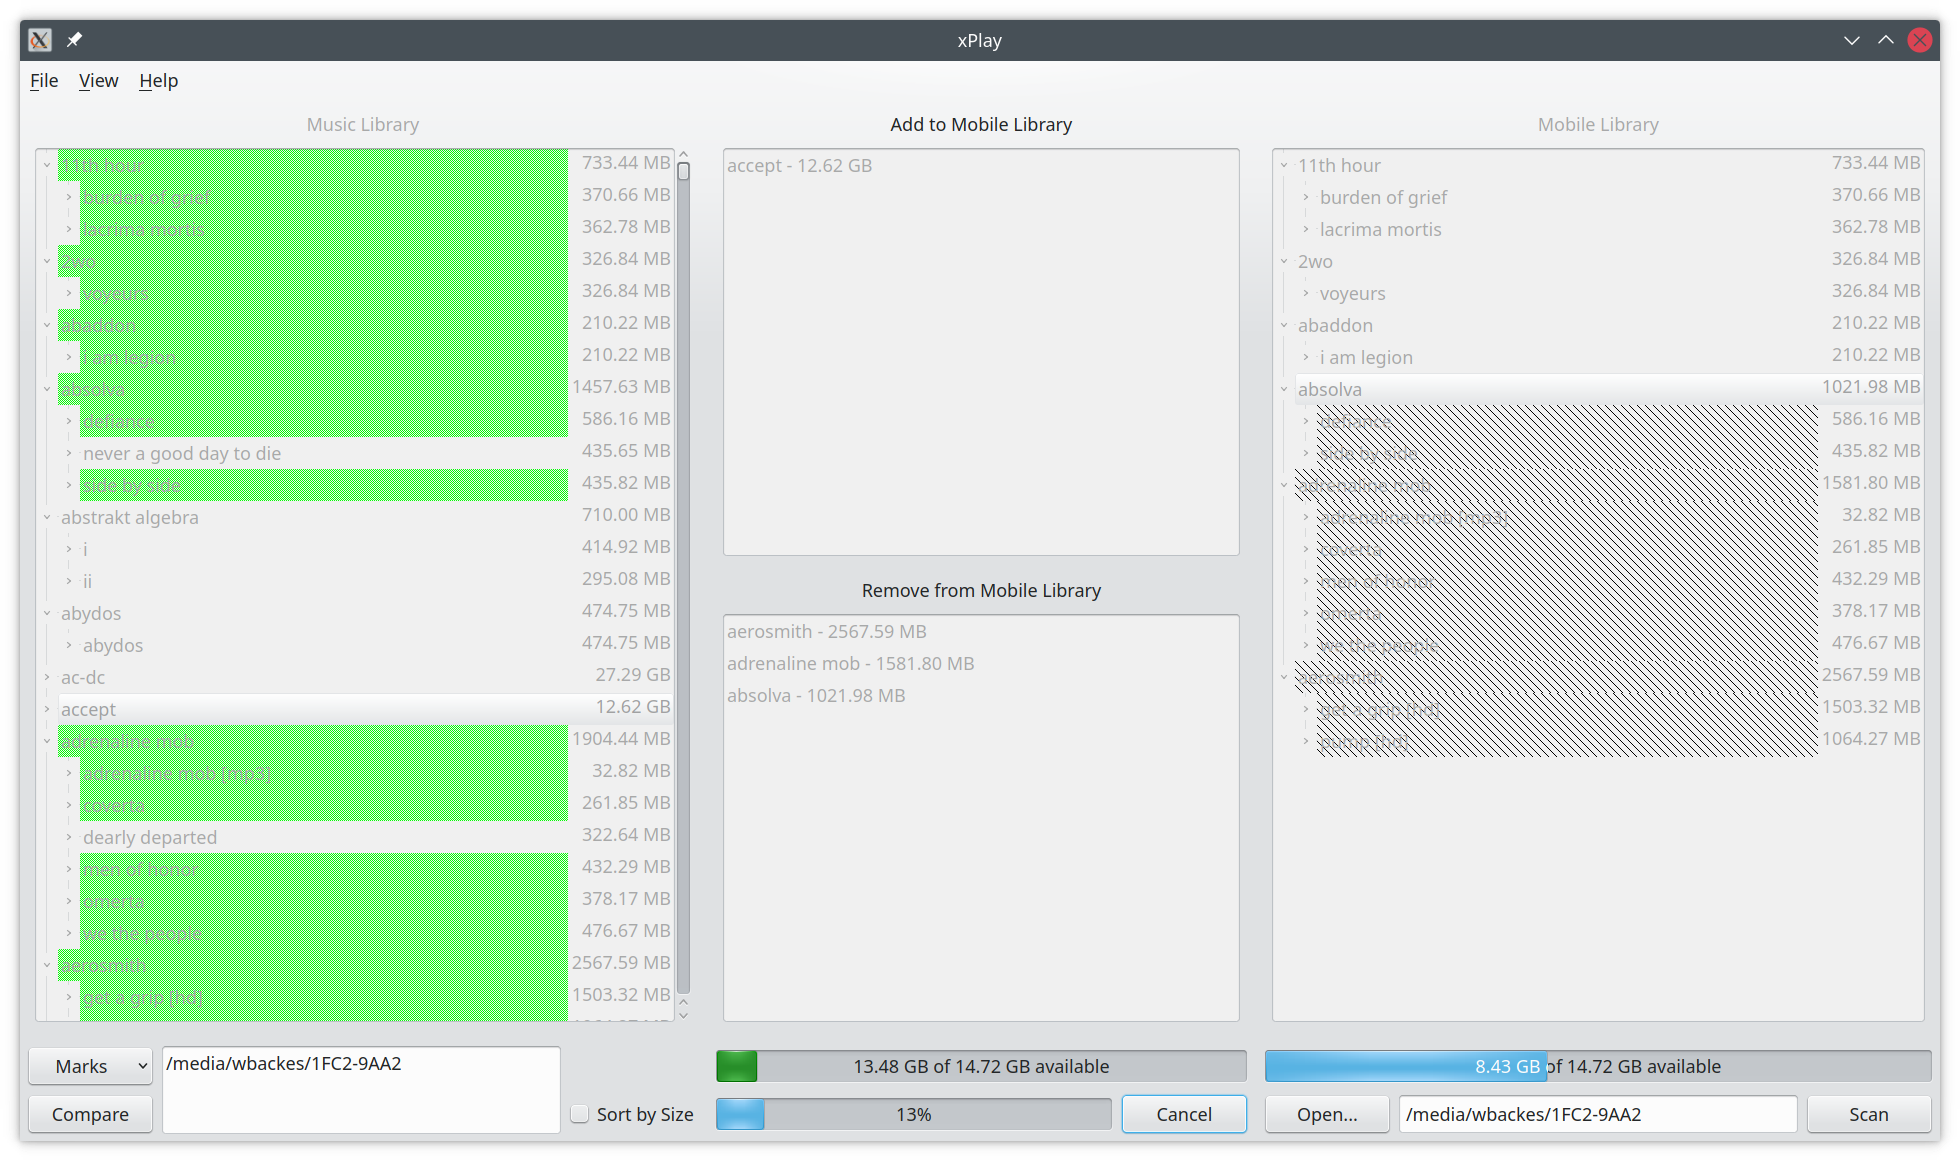 xPlay
File View Help
Music Library
11th hour 733.44 MB
burden of grief 370.66 MB
lacrima mortis 362.78 MB
2wo 326.84 MB
voyeurs 326.84 MB
abaddon 210.22 MB
i am legion 210.22 MB
absolva 1457.63 MB
defiance 586.16 MB
never a good day to die 435.65 MB
side by side 435.82 MB
abstrakt algebra 710.00 MB
i 414.92 MB
ii 295.08 MB
abydos 474.75 MB
abydos 474.75 MB
ac-dc 27.29 GB
accept 12.62 GB
adrenaline mob 1904.44 MB
adrenaline mob [mp3] 32.82 MB
coverta 261.85 MB
dearly departed 322.64 MB
men of honor 432.29 MB
omerta 378.17 MB
we the people 476.67 MB
aerosmith 2567.59 MB
get a grip [hd] 1503.32 MB
Add to Mobile Library
accept - 12.62 GB
Remove from Mobile Library
aerosmith - 2567.59 MB
adrenaline mob - 1581.80 MB
absolva - 1021.98 MB
Mobile Library
11th hour 733.44 MB
burden of grief 370.66 MB
lacrima mortis 362.78 MB
2wo 326.84 MB
voyeurs 326.84 MB
abaddon 210.22 MB
i am legion 210.22 MB
absolva 1021.98 MB
defiance 586.16 MB
side by side 435.82 MB
adrenaline mob 1581.80 MB
adrenaline mob [mp3] 32.82 MB
coverta 261.85 MB
men of honor 432.29 MB
omerta 378.17 MB
we the people 476.67 MB
aerosmith 2567.59 MB
get a grip [hd] 1503.32 MB
pump [hd] 1064.27 MB
Marks /media/wbackes/1FC2-9AA2
Compare
Sort by Size
13.48 GB of 14.72 GB available
13% Cancel
8.43 GB of 14.72 GB available
Open... /media/wbackes/1FC2-9AA2 Scan